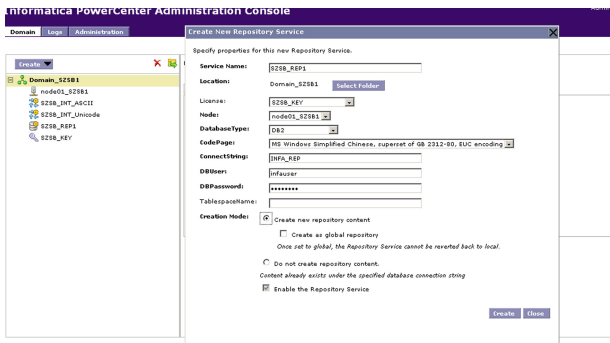 Informatica PowerCenter Administration Console
Domain Logs Administration
Create
Domain_SZSB1
node01_SZSB1
SZSB_INT_ASCII
SZSB_INT_Unicode
SZSB_REP1
SZSB_KEY
Create New Repository Service
Specify properties for this new Repository Service.
Service Name: SZSB_REP1
Location: Domain_SZSB1 Select Folder
License: SZSB_KEY
Node: node01_SZSB1
DatabaseType: DB2
CodePage: MS Windows Simplified Chinese, superset of GB 2312-80, EUC encoding
ConnectString: INFA_REP
DBUser: infauser
DBPassword: ••••••••
TablespaceName:
Creation Mode: Create new repository content
Create as global repository
Once set to global, the Repository Service cannot be reverted back to local.
Do not create repository content.
Content already exists under the specified database connection string
Enable the Repository Service
Create Close